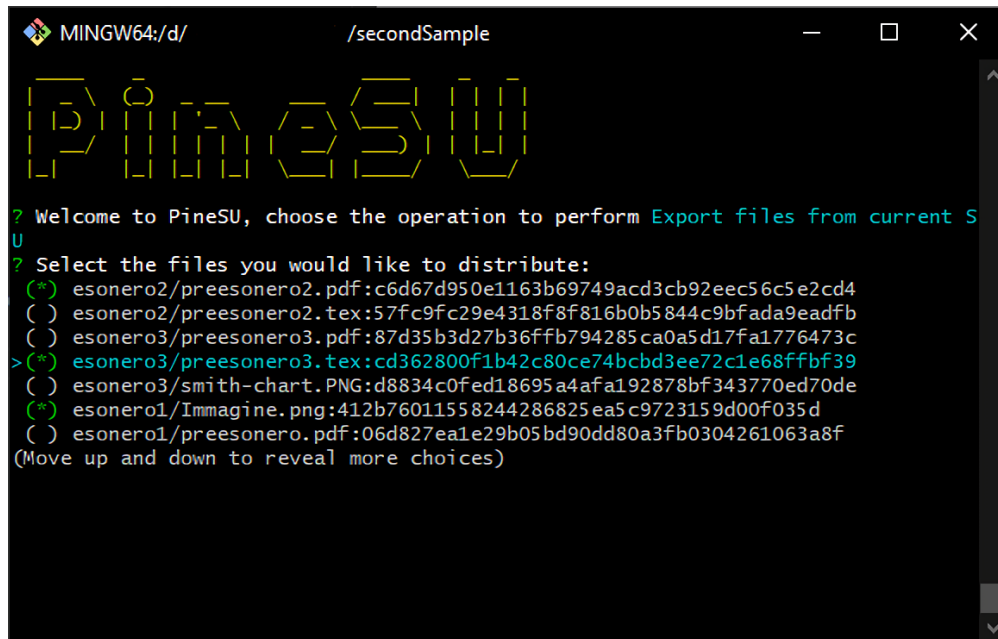 MINGW64:/d/ /secondSample
PineSU
? Welcome to PineSU, choose the operation to perform Export files from current S
U
? Select the files you would like to distribute:
(*) esonero2/preesonero2.pdf:c6d67d950e1163b69749acd3cb92eec56c5e2cd4
( ) esonero2/preesonero2.tex:57fc9fc29e4318f8f816b0b5844c9bfada9eadfb
( ) esonero3/preesonero3.pdf:87d35b3d27b36ffb794285ca0a5d17fa1776473c
>(*) esonero3/preesonero3.tex:cd362800f1b42c80ce74bcbd3ee72c1e68ffbf39
( ) esonero3/smith-chart.PNG:d8834c0fed18695a4afa192878bf343770ed70de
(*) esonero1/Immagine.png:412b76011558244286825ea5c9723159d00f035d
( ) esonero1/preesonero.pdf:06d827ea1e29b05bd90dd80a3fb0304261063a8f
(Move up and down to reveal more choices)